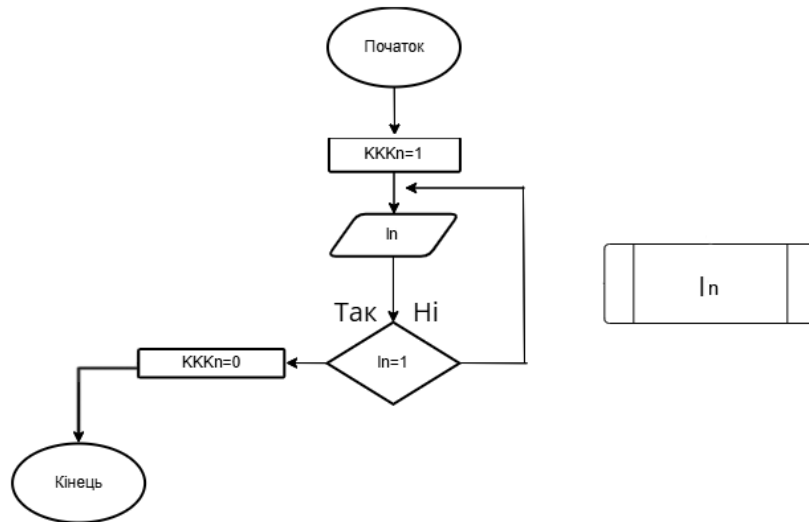 Початок
KKKn=1
In
Так Ні
In=1
KKKn=0
Кінець
In